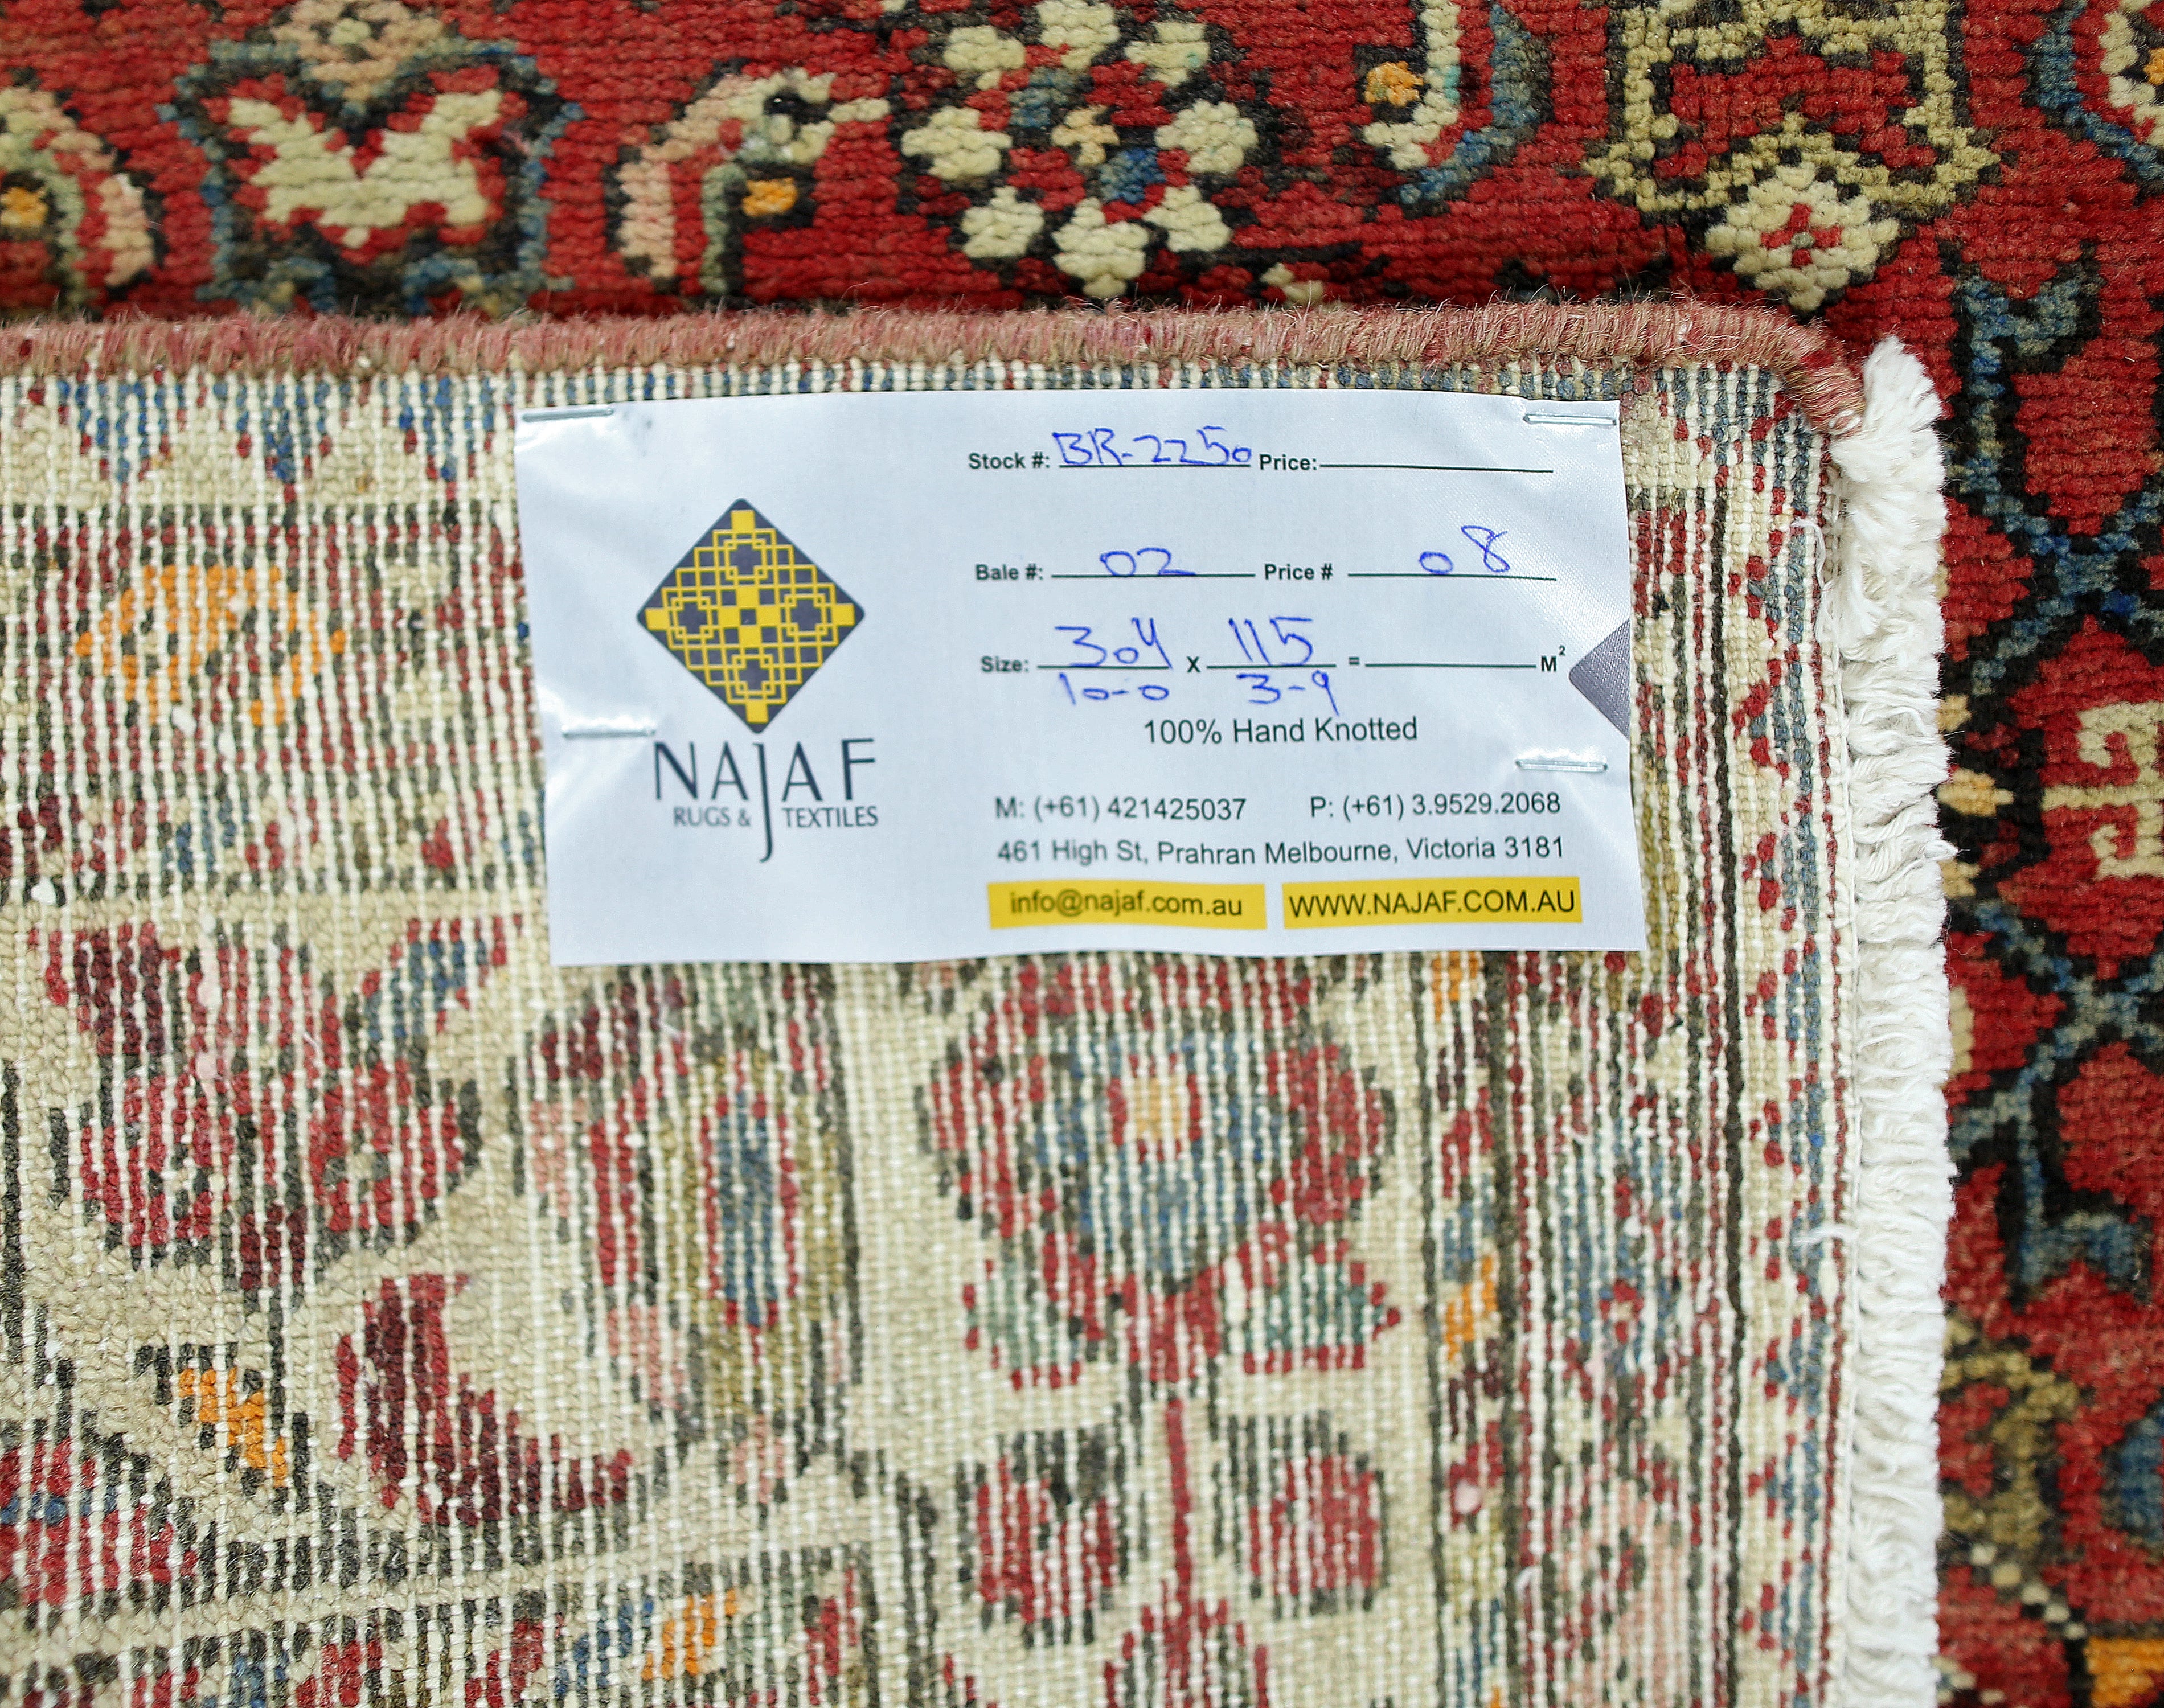 Stock #: BR-2250 Price:
Bale #: 02 Price # 08
Size: 304 x 115 = M²
10-0 3-9
100% Hand Knotted
NAJAF
RUGS & TEXTILES
M: (+61) 421425037 P: (+61) 3.9529.2068
461 High St, Prahran Melbourne, Victoria 3181
info@najaf.com.au WWW.NAJAF.COM.AU